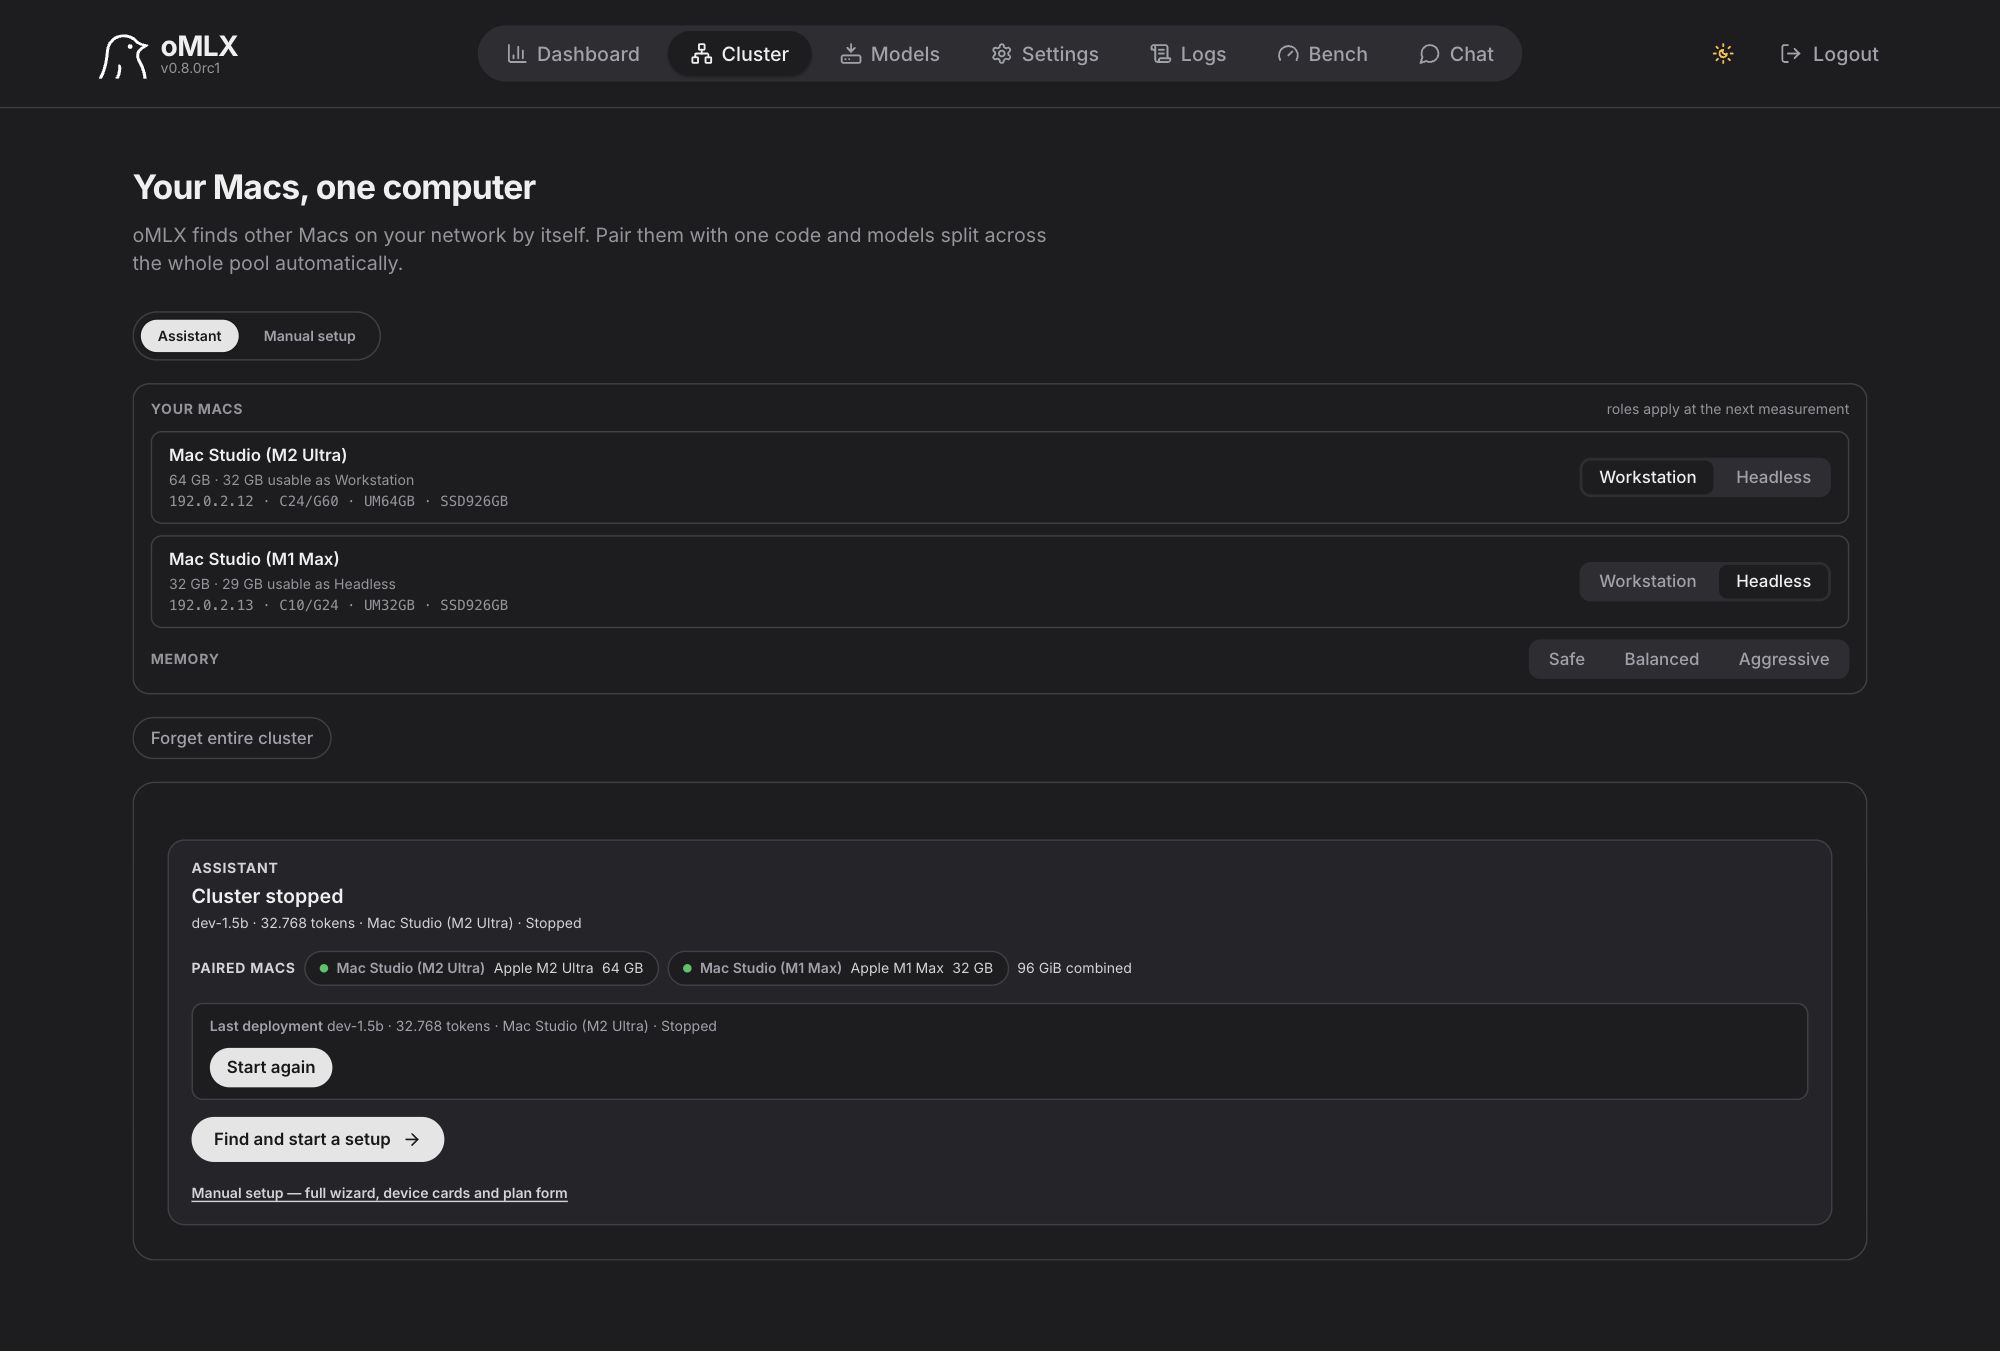 oMLX
v0.8.0rc1
Dashboard
Cluster
Models
Settings
Logs
Bench
Chat
Logout
Your Macs, one computer
oMLX finds other Macs on your network by itself. Pair them with one code and models split across
the whole pool automatically.
Assistant
Manual setup
YOUR MACS
roles apply at the next measurement
Mac Studio (M2 Ultra)
64 GB · 32 GB usable as Workstation
192.0.2.12 · C24/G60 · UM64GB · SSD926GB
Workstation
Headless
Mac Studio (M1 Max)
32 GB · 29 GB usable as Headless
192.0.2.13 · C10/G24 · UM32GB · SSD926GB
Workstation
Headless
MEMORY
Safe
Balanced
Aggressive
Forget entire cluster
ASSISTANT
Cluster stopped
dev-1.5b · 32.768 tokens · Mac Studio (M2 Ultra) · Stopped
PAIRED MACS
Mac Studio (M2 Ultra) Apple M2 Ultra 64 GB
Mac Studio (M1 Max) Apple M1 Max 32 GB
96 GiB combined
Last deployment dev-1.5b · 32.768 tokens · Mac Studio (M2 Ultra) · Stopped
Start again
Find and start a setup →
Manual setup — full wizard, device cards and plan form